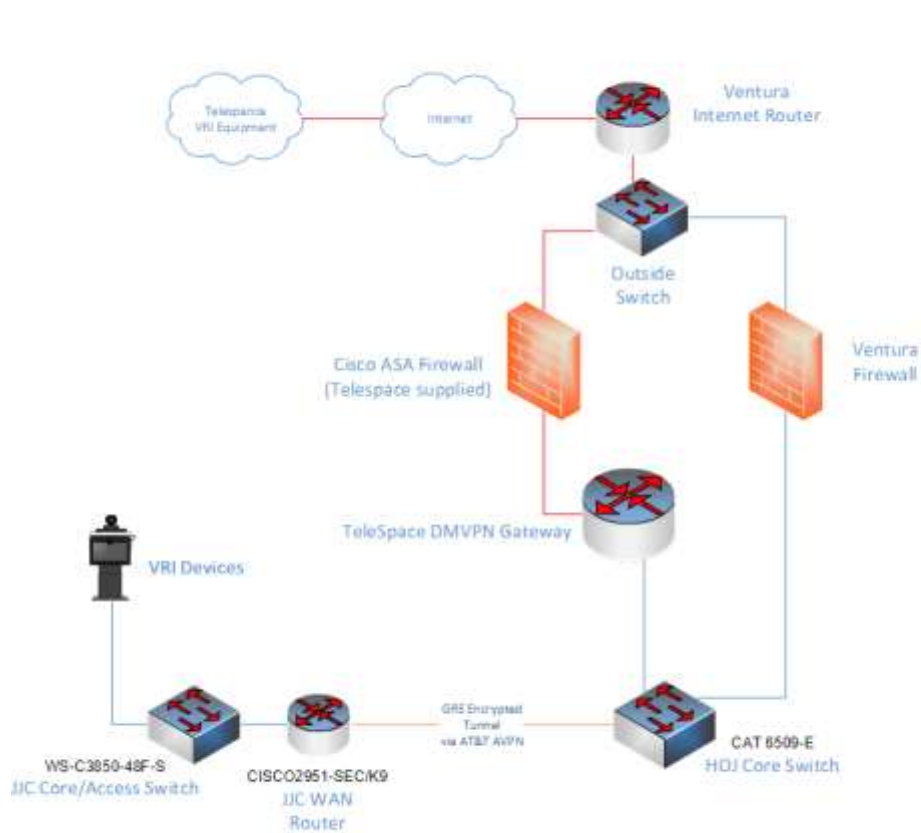 Ventura
Internet Router
Telespance
VRI Equipment
Internet
Outside
Switch
Cisco ASA Firewall
(Telespace supplied)
Ventura
Firewall
TeleSpace DMVPN Gateway
VRI Devices
GRE Encrypted
Tunnel
via AT&T AVPN
WS-C3850-48F-S
JJC Core/Access Switch
CISCO2951-SEC/K9
JJC WAN
Router
CAT 6509-E
HOJ Core Switch